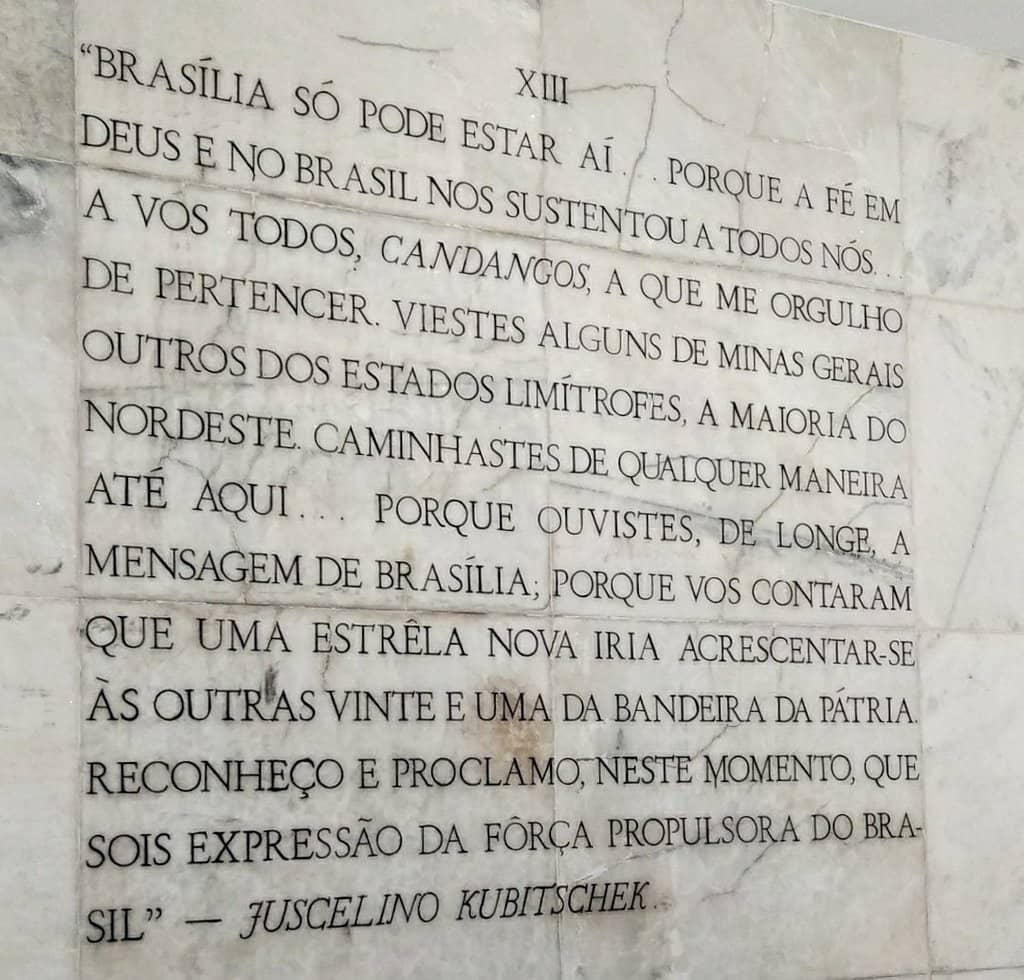 XIII
“BRASÍLIA SÓ PODE ESTAR AÍ... PORQUE A FÉ EM
DEUS E NO BRASIL NOS SUSTENTOU A TODOS NÓS...
A VÓS TODOS, CANDANGOS, A QUE ME ORGULHO
DE PERTENCER. VIESTES ALGUNS DE MINAS GERAIS
OUTROS DOS ESTADOS LIMÍTROFES, A MAIORIA DO
NORDESTE. CAMINHASTES DE QUALQUER MANEIRA
ATÉ AQUI... PORQUE OUVISTES, DE LONGE, A
MENSAGEM DE BRASÍLIA; PORQUE VOS CONTARAM
QUE UMA ESTRÊLA NOVA IRIA ACRESCENTAR-SE
ÀS OUTRAS VINTE E UMA DA BANDEIRA DA PÁTRIA.
RECONHEÇO E PROCLAMO, NESTE MOMENTO, QUE
SOIS EXPRESSÃO DA FÔRÇA PROPULSORA DO BRA-
SIL” — JUSCELINO KUBITSCHEK.